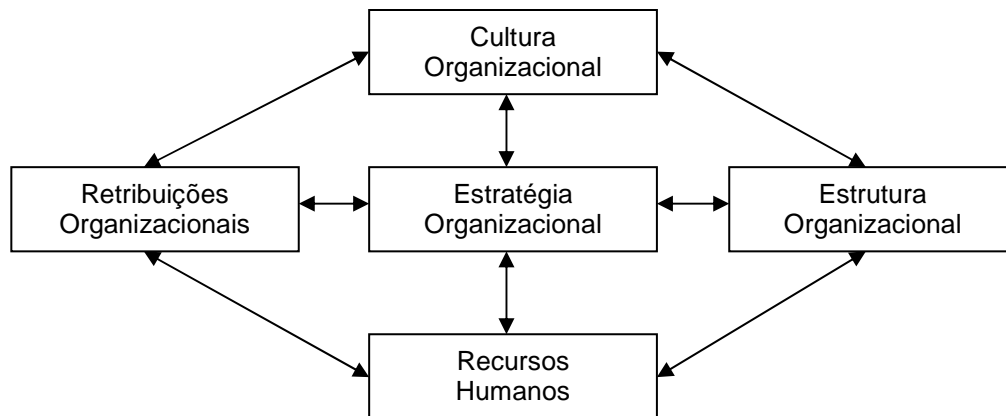 Cultura
Organizacional
Retribuições
Organizacionais
Estratégia
Organizacional
Estrutura
Organizacional
Recursos
Humanos